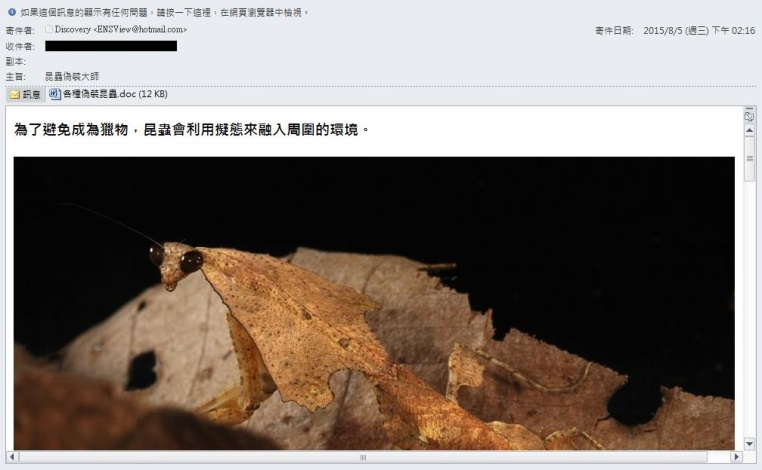 如果這個訊息的顯示有任何問題，請按一下這裡，在網頁瀏覽器中檢視。
寄件者: Discovery <ENSView@hotmail.com> 寄件日期: 2015/8/5 (週三) 下午 02:16
收件者:
副本:
主旨: 昆蟲偽裝大師
訊息 各種偽裝昆蟲.doc (12 KB)
為了避免成為獵物，昆蟲會利用擬態來融入周圍的環境。